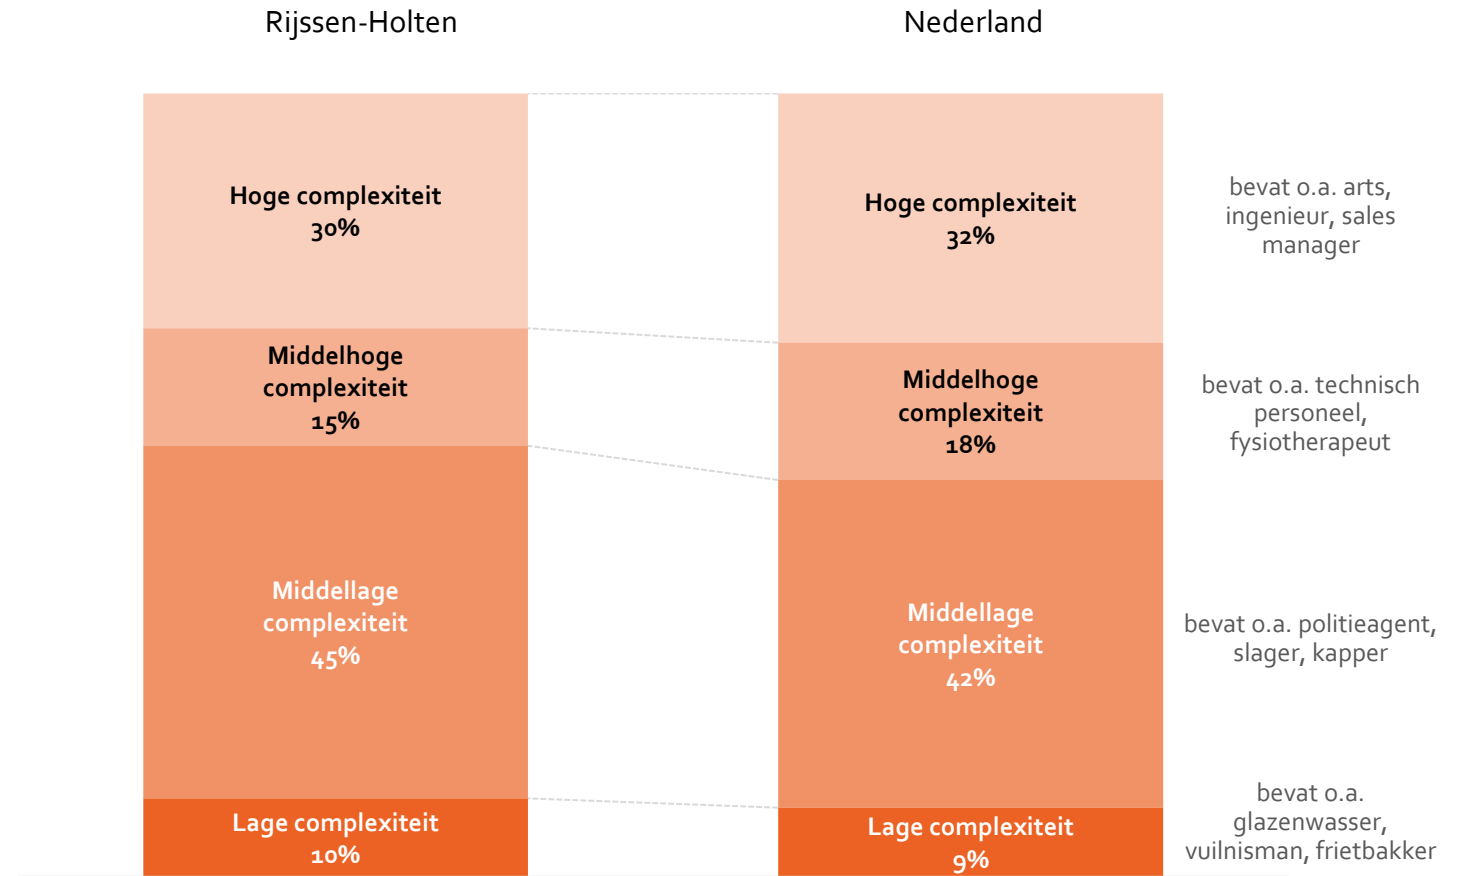 Rijssen-Holten
Nederland
Hoge complexiteit
30%
Middelhoge
complexiteit
15%
Middellage
complexiteit
45%
Lage complexiteit
10%
Hoge complexiteit
32%
Middelhoge
complexiteit
18%
Middellage
complexiteit
42%
Lage complexiteit
9%
bevat o.a. arts,
ingenieur, sales
manager
bevat o.a. technisch
personeel,
fysiotherapeut
bevat o.a. politieagent,
slager, kapper
bevat o.a.
glazenwasser,
vuilnisman, frietbakker